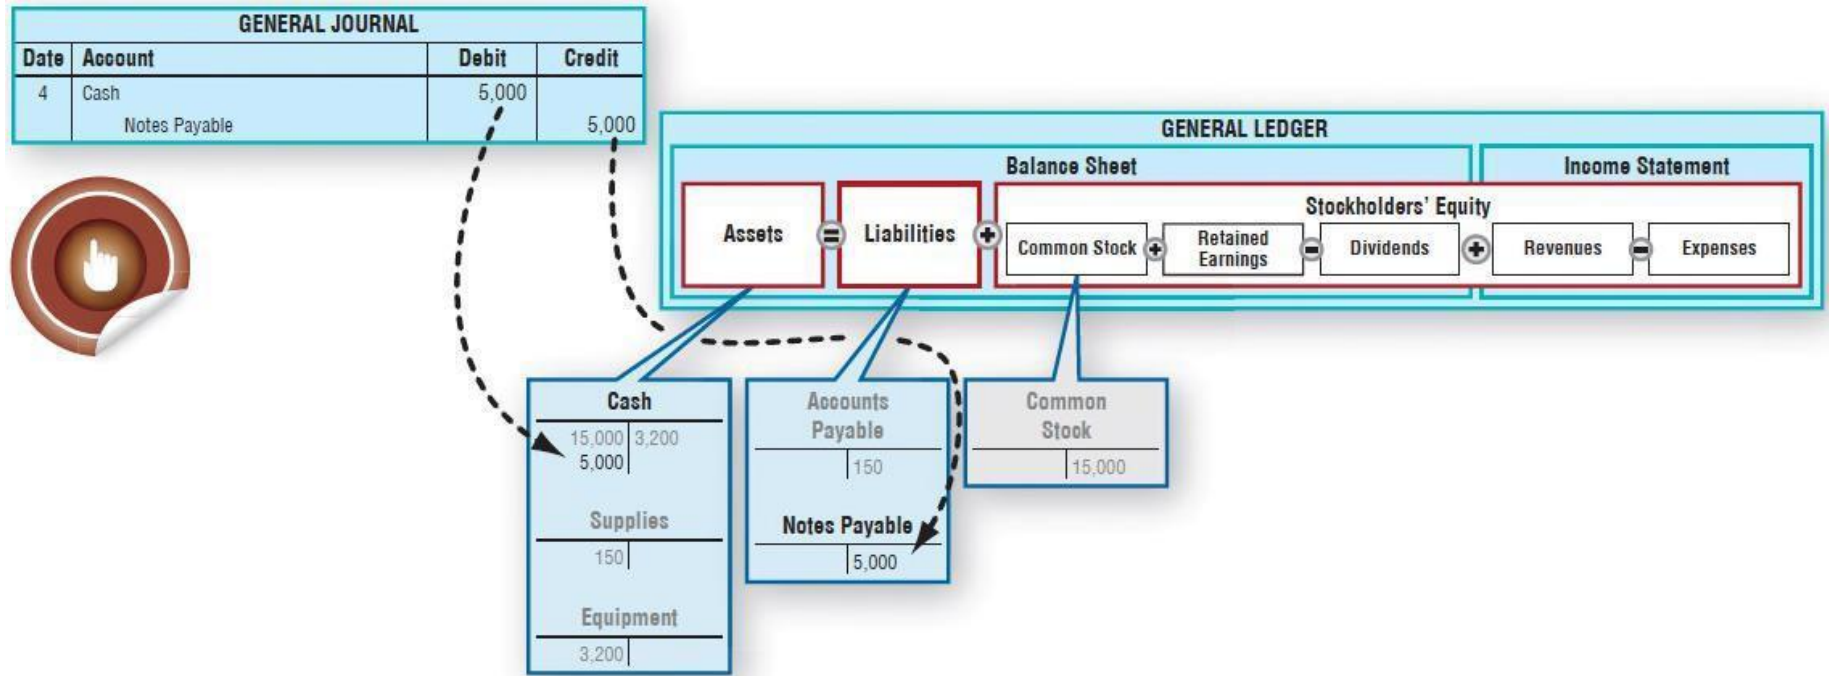 GENERAL JOURNAL
Date Account Debit Credit
4 Cash 5,000
Notes Payable 5,000
GENERAL LEDGER
Balance Sheet Income Statement
Stockholders' Equity
Assets = Liabilities + Common Stock + Retained Earnings − Dividends + Revenues − Expenses
Cash
15,000 3,200
5,000
Supplies
150
Equipment
3,200
Accounts
Payable
150
Notes Payable
5,000
Common
Stock
15,000